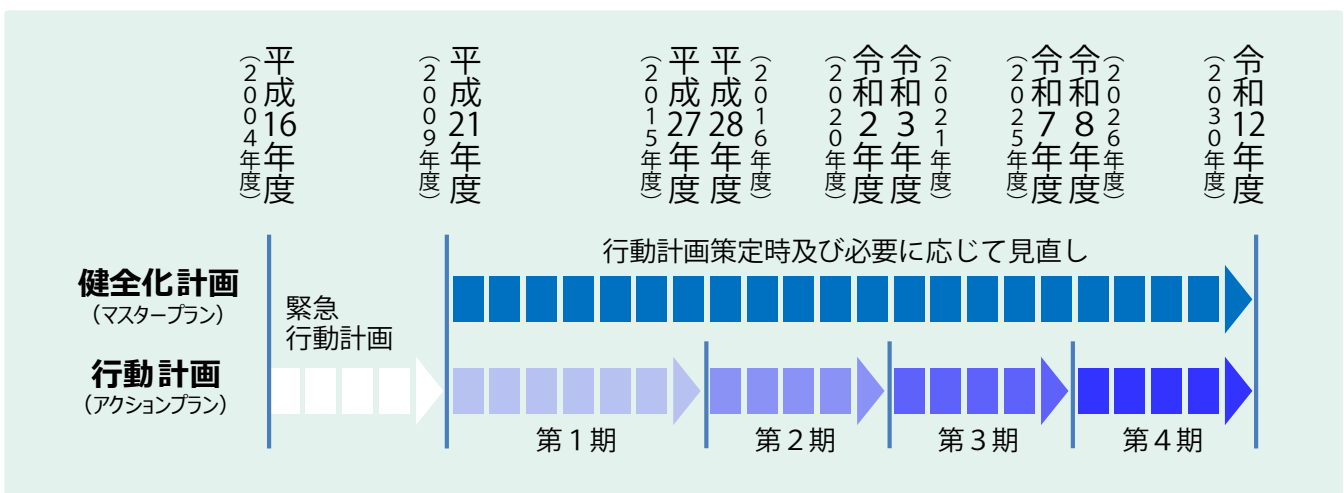 平成16年度
（2004年度）
平成21年度
（2009年度）
平成27年度
（2015年度）
平成28年度
（2016年度）
令和２年度
（2020年度）
令和３年度
（2021年度）
令和７年度
（2025年度）
令和８年度
（2026年度）
令和12年度
（2030年度）
行動計画策定時及び必要に応じて見直し
健全化計画
（マスタープラン）
緊急
行動計画
行動計画
（アクションプラン）
第１期
第２期
第３期
第４期